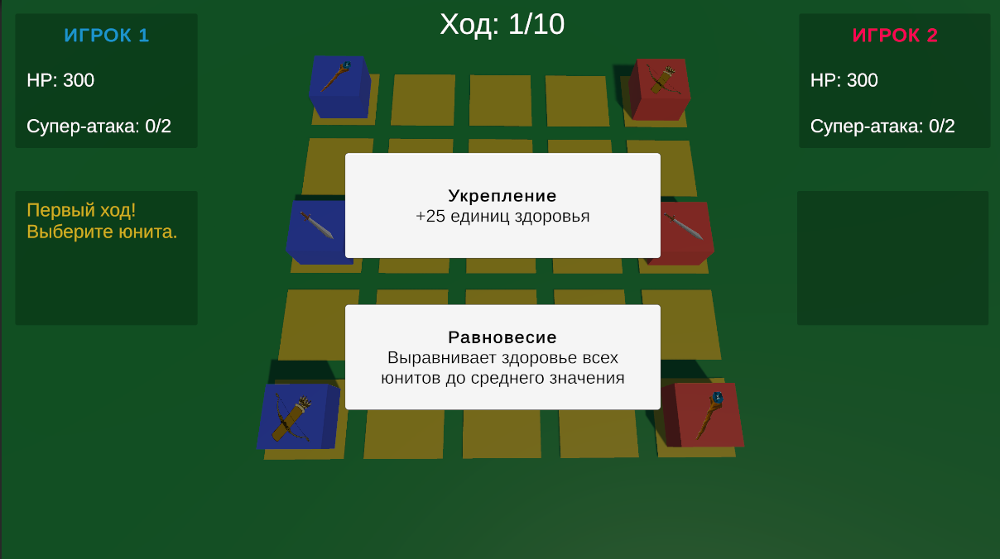 Ход: 1/10
ИГРОК 1
HP: 300
Супер-атака: 0/2
ИГРОК 2
HP: 300
Супер-атака: 0/2
Первый ход!
Выберите юнита.
Укрепление
+25 единиц здоровья
Равновесие
Выравнивает здоровье всех
юнитов до среднего значения